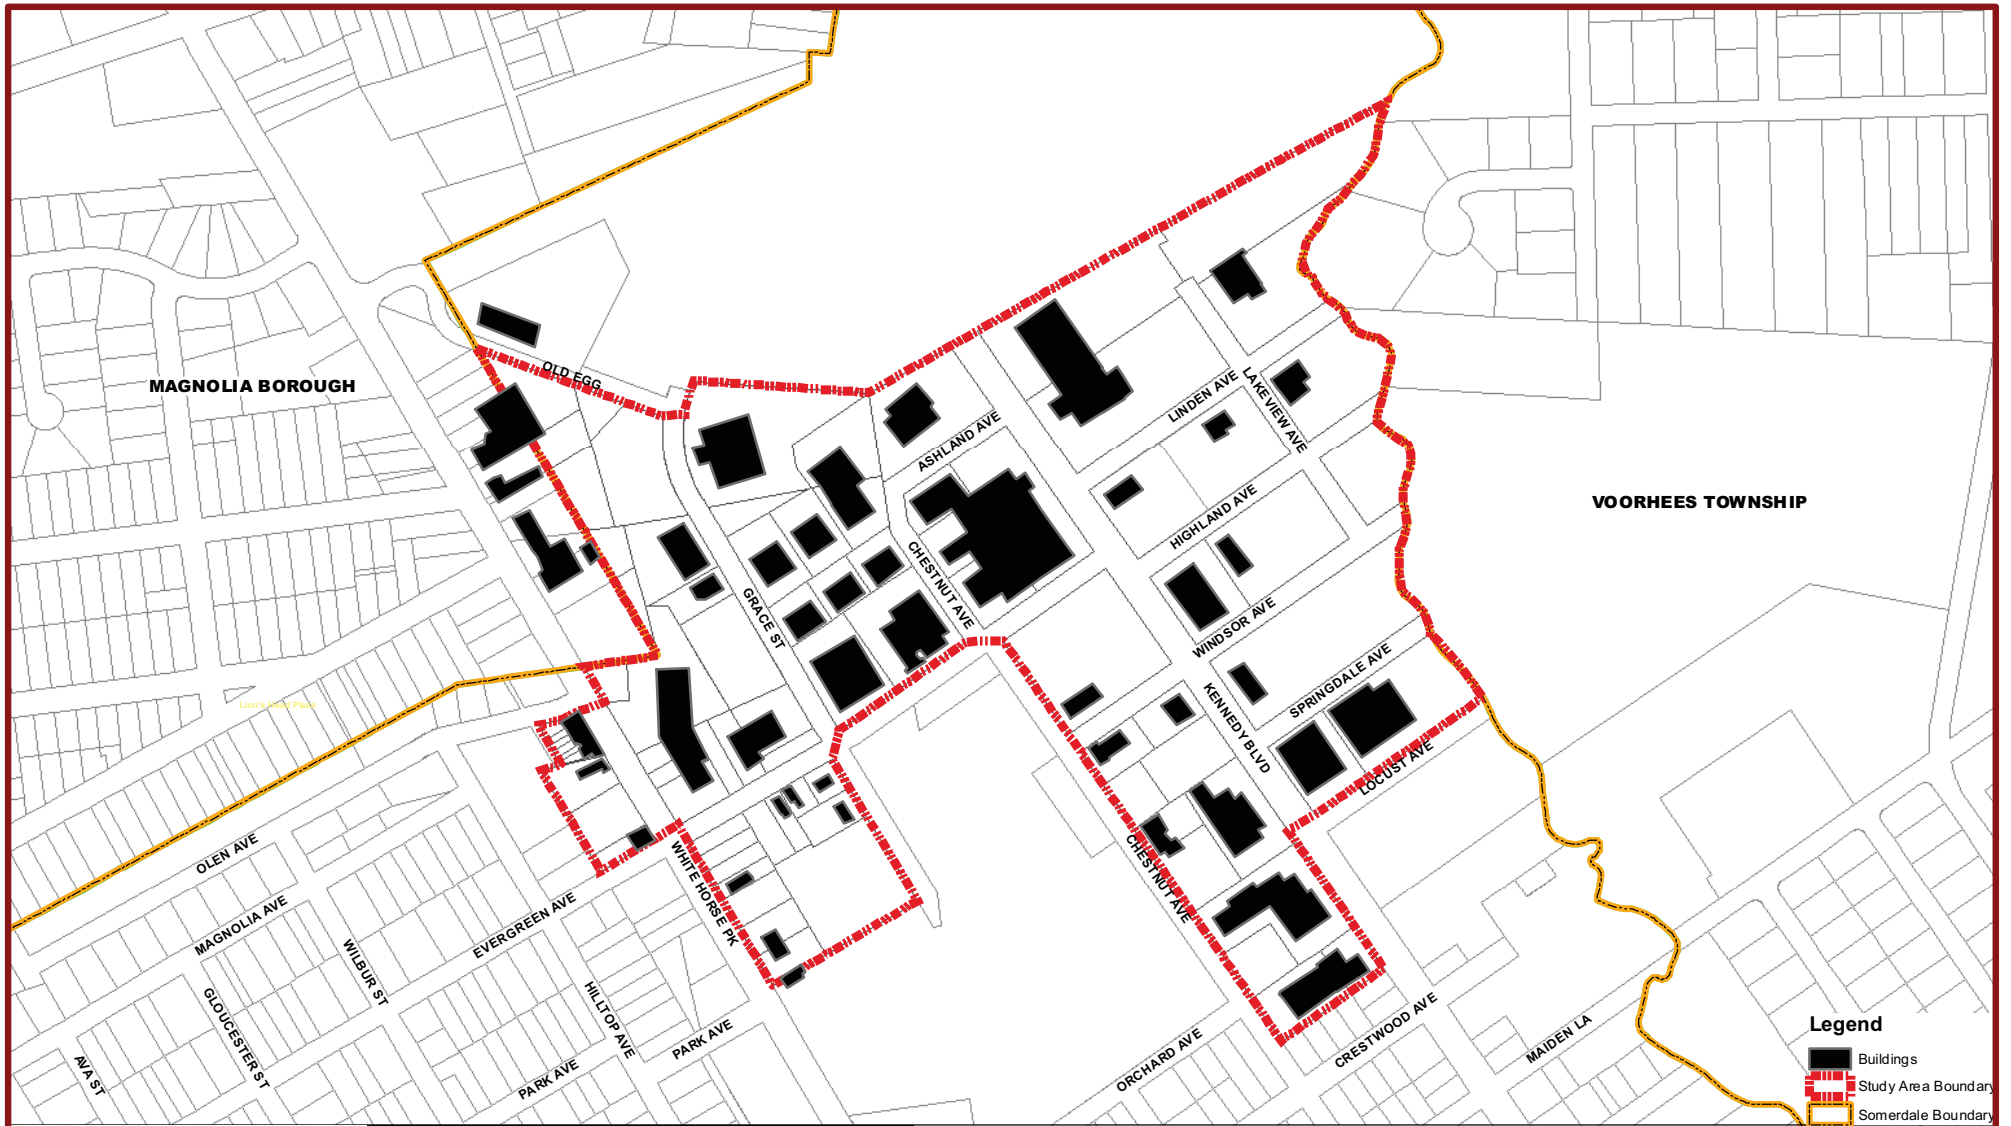 OLD EGG
MAGNOLIA BOROUGH
LINDEN AVE
LAKEVIEW AVE
ASHLAND AVE
VOORHEES TOWNSHIP
HIGHLAND AVE
CHESTNUT AVE
GRACE ST
WINDSOR AVE
SPRINGDALE AVE
KENNEDY BLVD
LOCUST AVE
OLEN AVE
WHITE HORSE PK
CHESTNUT AVE
MAGNOLIA AVE
EVERGREEN AVE
WILBUR ST
GLOUCESTER ST
HILLTOP AVE
PARK AVE
PARK AVE
AVA ST
ORCHARD AVE
CRESTWOOD AVE
MAIDEN LA
Legend
Buildings
Study Area Boundary
Somerdale Boundary